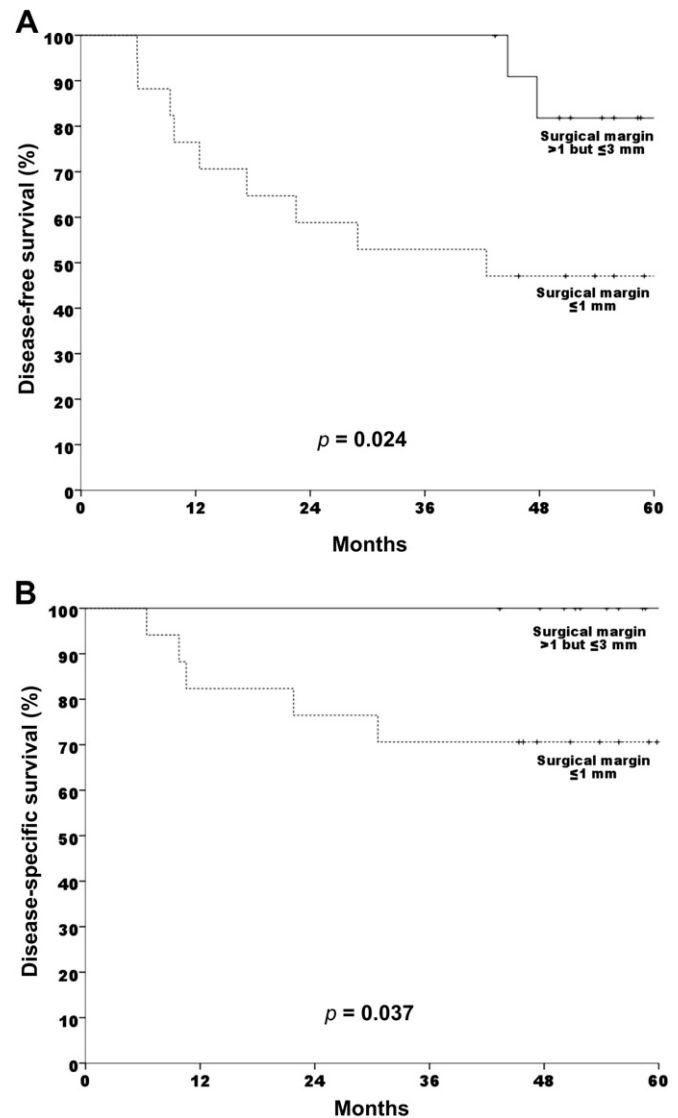 A
Disease-free survival (%)
100
90
80
70
60
50
40
30
20
10
0
Surgical margin
>1 but ≤3 mm
Surgical margin
≤1 mm
p = 0.024
0 12 24 36 48 60
Months
B
Disease-specific survival (%)
100
90
80
70
60
50
40
30
20
10
0
Surgical margin
>1 but ≤3 mm
Surgical margin
≤1 mm
p = 0.037
0 12 24 36 48 60
Months